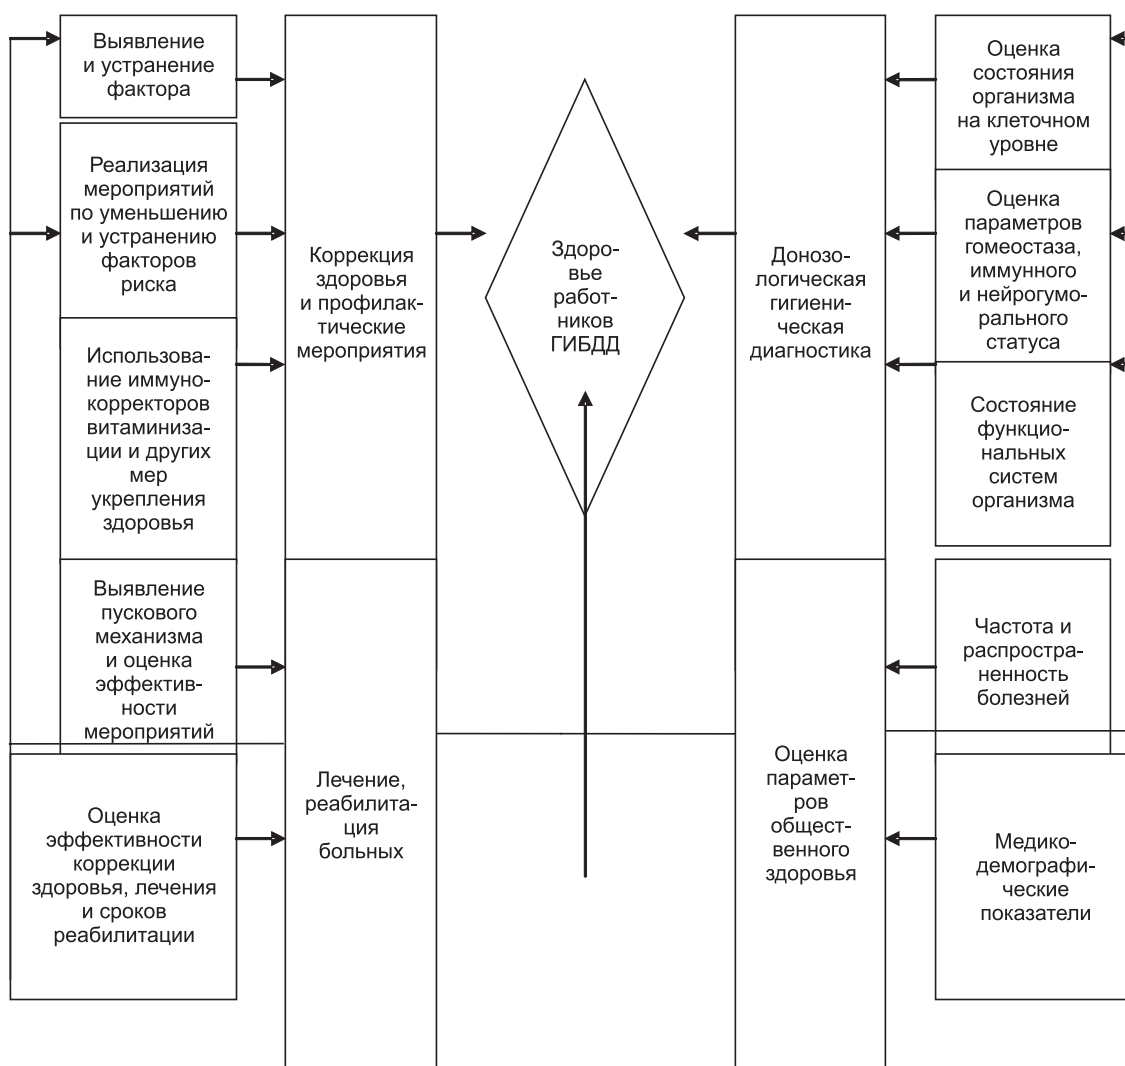 Выявление
и устранение
фактора
Реализация
мероприятий
по уменьшению
и устранению
факторов
риска
Использова-
ние иммуно-
корректоров
витаминиза-
ции и других
мер
укрепления
здоровья
Выявление
пускового
механизма
и оценка
эффектив-
ности
мероприятий
Оценка
эффективности
коррекции
здоровья, лечения
и сроков
реабилитации
Коррекция
здоровья
и профилак-
тические
мероприятия
Лечение,
реабилита-
ция
больных
Здоро-
вье
работ-
ников
ГИБДД
Донозо-
логическая
гигиени-
ческая
диагностика
Оценка
парамет-
ров
общест-
венного
здоровья
Оценка
состояния
организма
на клеточном
уровне
Оценка
параметров
гомеостаза,
иммунного
и нейрогумо-
рального
статуса
Состояние
функцио-
нальных
систем
организма
Частота и
распростра-
ненность
болезней
Медико-
демографи-
ческие
показатели